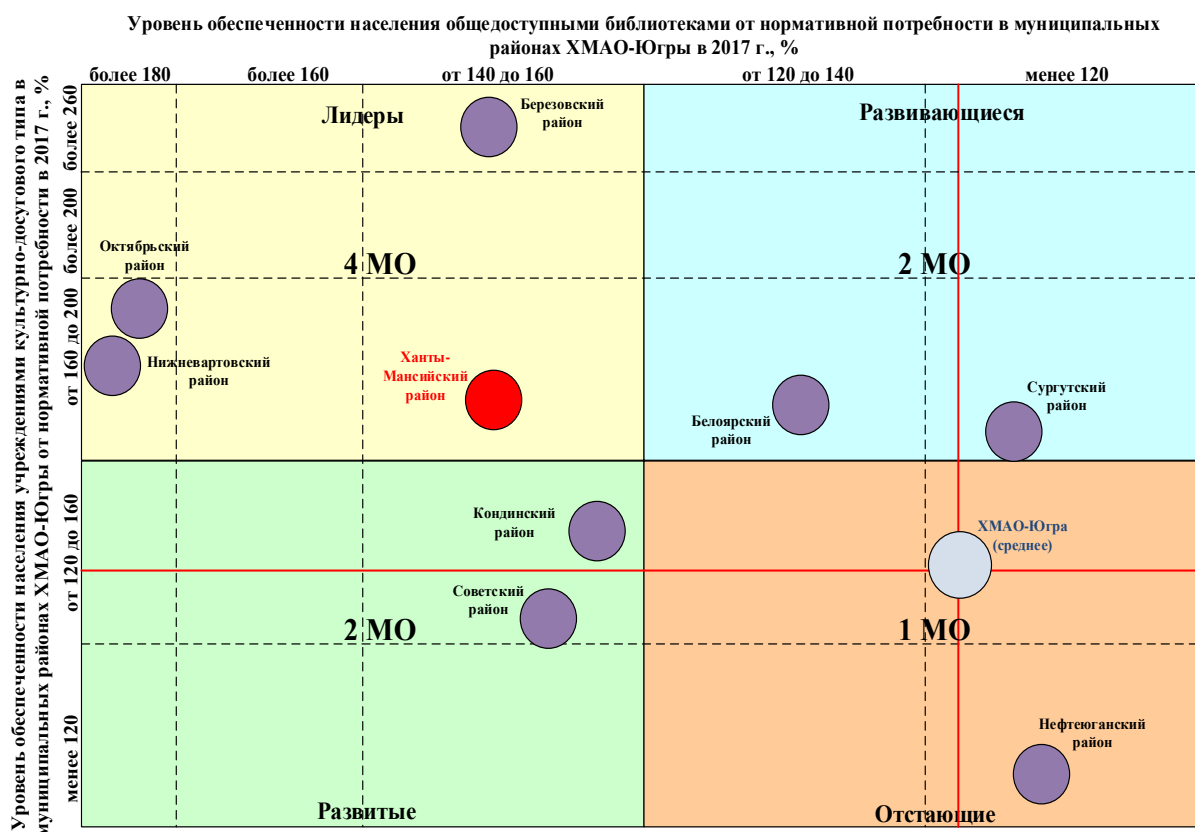 Уровень обеспеченности населения общедоступными библиотеками от нормативной потребности в муниципальных
районах ХМАО-Югры в 2017 г., %
более 180
более 160
от 140 до 160
от 120 до 140
менее 120
Уровень обеспеченности населения учреждениями культурно-досугового типа в
муниципальных районах ХМАО-Югры от нормативной потребности в 2017 г., %
более 260
более 200
от 160 до 200
от 120 до 160
менее 120
Лидеры
Березовский
район
Развивающиеся
Октябрьский
район
4 МО
2 МО
Нижневартовский
район
Ханты-
Мансийский
район
Белоярский
район
Сургутский
район
Кондинский
район
ХМАО-Югра
(среднее)
Советский
район
2 МО
1 МО
Нефтеюганский
район
Развитые
Отстающие